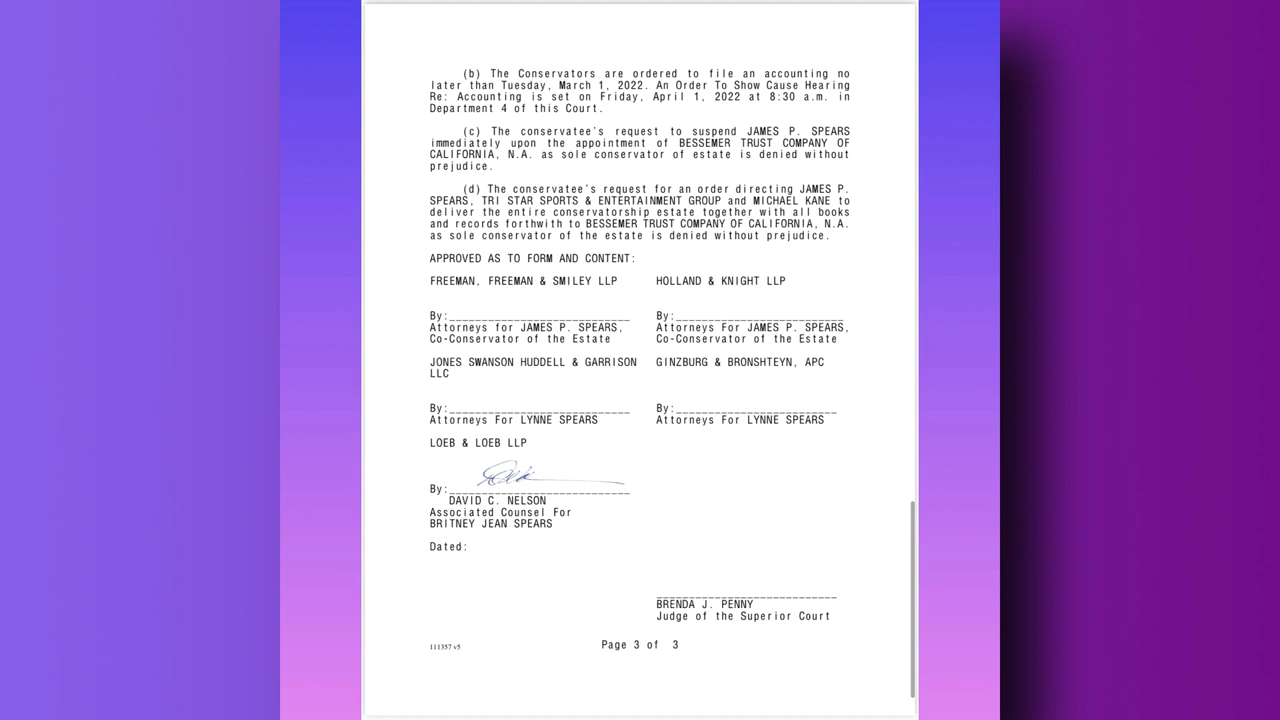 (b) The Conservators are ordered to file an accounting no
later than Tuesday, March 1, 2022. An Order To Show Cause Hearing
Re: Accounting is set on Friday, April 1, 2022 at 8:30 a.m. in
Department 4 of this Court.
(c) The conservatee's request to suspend JAMES P. SPEARS
immediately upon the appointment of BESSEMER TRUST COMPANY OF
CALIFORNIA, N.A. as sole conservator of estate is denied without
prejudice.
(d) The conservatee's request for an order directing JAMES P.
SPEARS, TRI STAR SPORTS & ENTERTAINMENT GROUP and MICHAEL KANE to
deliver the entire conservatorship estate together with all books
and records forthwith to BESSEMER TRUST COMPANY OF CALIFORNIA, N.A.
as sole conservator of the estate is denied without prejudice.
APPROVED AS TO FORM AND CONTENT:
FREEMAN, FREEMAN & SMILEY LLP
By:____________________________
Attorneys for JAMES P. SPEARS,
Co-Conservator of the Estate
HOLLAND & KNIGHT LLP
By:__________________________
Attorneys For JAMES P. SPEARS,
Co-Conservator of the Estate
JONES SWANSON HUDDELL & GARRISON
LLC
By:____________________________
Attorneys For LYNNE SPEARS
GINZBURG & BRONSHTEYN, APC
By:_________________________
Attorneys For LYNNE SPEARS
LOEB & LOEB LLP
By:____________________________
DAVID C. NELSON
Associated Counsel For
BRITNEY JEAN SPEARS
Dated:
____________________________
BRENDA J. PENNY
Judge of the Superior Court
111357 v5
Page 3 of 3